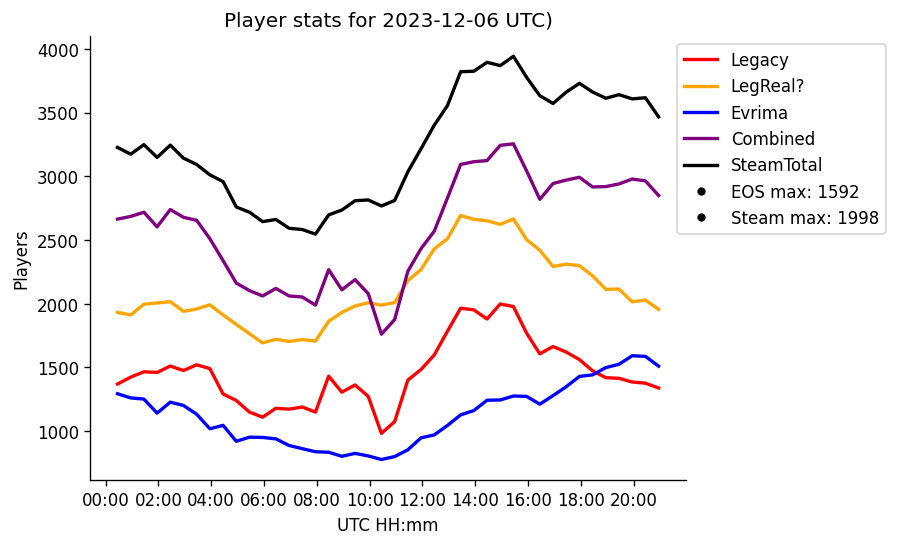 Player stats for 2023-12-06 UTC)
4000
3500
3000
2500
2000
1500
1000
Players
00:00 02:00 04:00 06:00 08:00 10:00 12:00 14:00 16:00 18:00 20:00
UTC HH:mm
Legacy
LegReal?
Evrima
Combined
SteamTotal
EOS max: 1592
Steam max: 1998